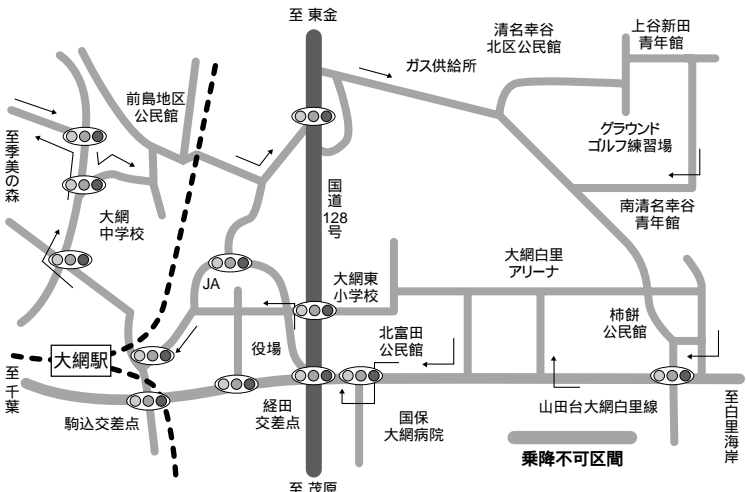 至 東金
清名幸谷
北区公民館
上谷新田
青年館
ガス供給所
前島地区
公民館
グラウンド
ゴルフ練習場
至季美の森
国道128号
大網
中学校
南清名幸谷
青年館
大網白里
アリーナ
JA
大網東
小学校
柿餅
公民館
北富田
公民館
役場
大網駅
至千葉
駒込交差点
経田
交差点
国保
大網病院
山田台大網白里線
至白里海岸
乗降不可区間
至 茂原